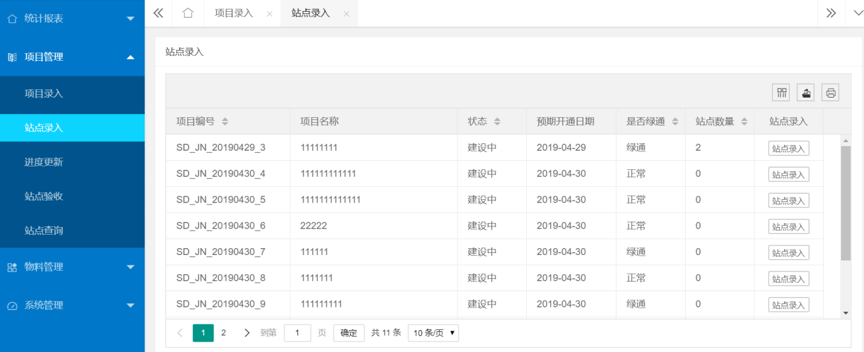 统计报表
项目管理
项目录入
站点录入
进度更新
站点验收
站点查询
物料管理
系统管理
项目录入 站点录入
站点录入
项目编号 项目名称 状态 预期开通日期 是否绿通 站点数量 站点录入
SD_JN_20190429_3 11111111 建设中 2019-04-29 绿通 2 站点录入
SD_JN_20190430_4 111111111111 建设中 2019-04-30 正常 0 站点录入
SD_JN_20190430_5 1111111111111 建设中 2019-04-30 正常 0 站点录入
SD_JN_20190430_6 22222 建设中 2019-04-30 正常 0 站点录入
SD_JN_20190430_7 111111 建设中 2019-04-30 绿通 0 站点录入
SD_JN_20190430_8 1111111 建设中 2019-04-30 正常 0 站点录入
SD_JN_20190430_9 111111111 建设中 2019-04-30 绿通 0 站点录入
1 2 到第 1 页 确定 共 11 条 10 条/页